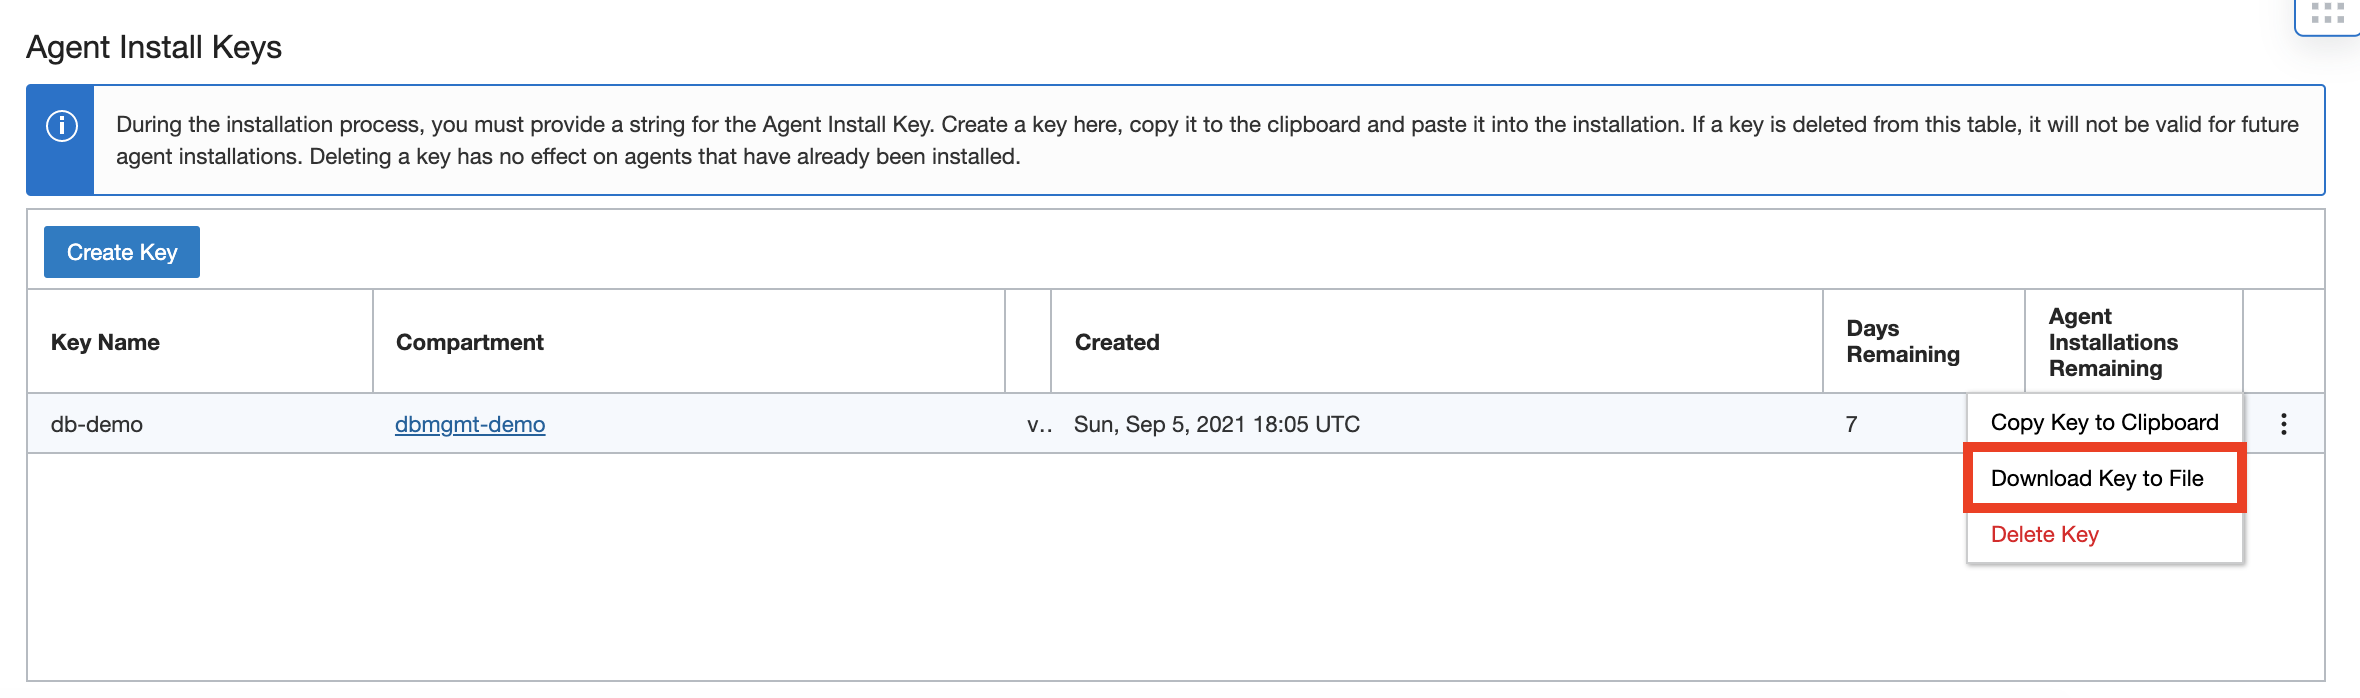 Agent Install Keys
During the installation process, you must provide a string for the Agent Install Key. Create a key here, copy it to the clipboard and paste it into the installation. If a key is deleted from this table, it will not be valid for future
agent installations. Deleting a key has no effect on agents that have already been installed.
Create Key
Key Name
Compartment
Created
Days
Remaining
Agent
Installations
Remaining
db-demo
dbmgmt-demo
v..
Sun, Sep 5, 2021 18:05 UTC
7
Copy Key to Clipboard
Download Key to File
Delete Key